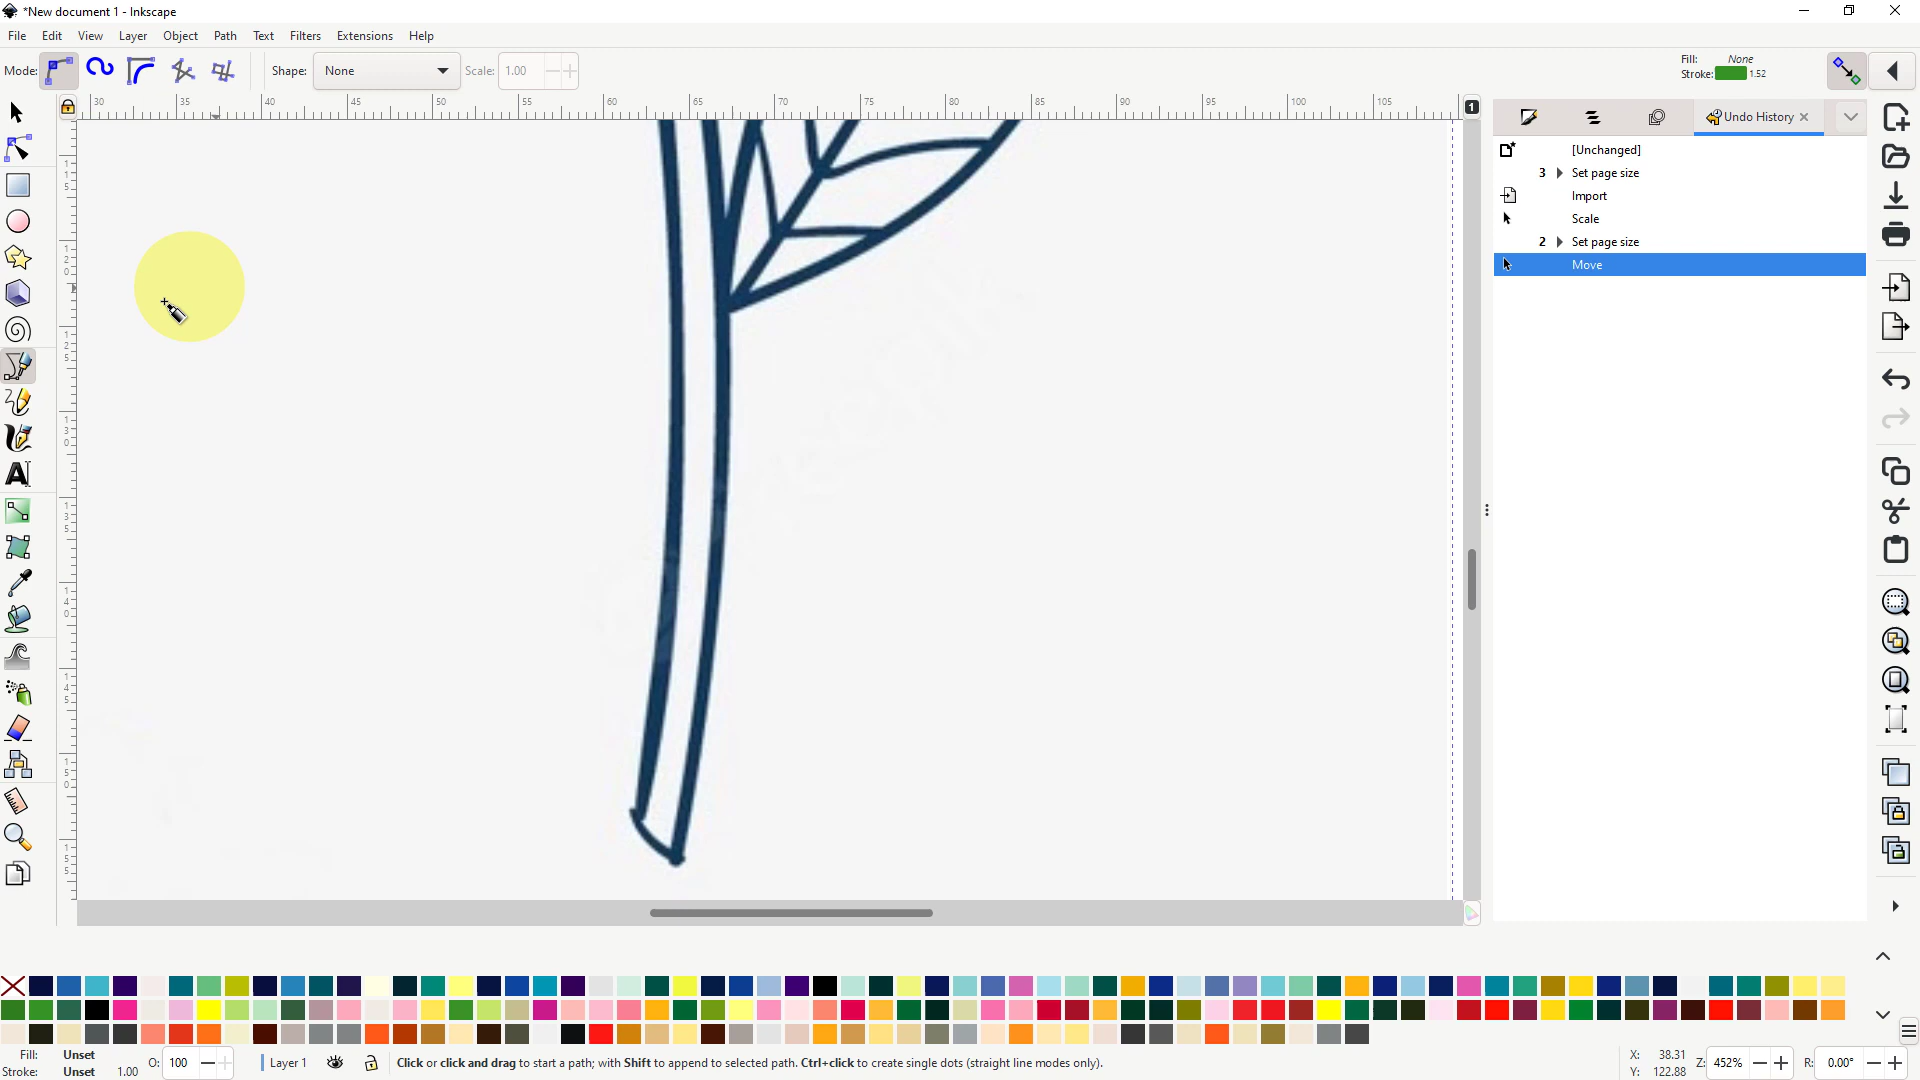 *New document 1 - Inkscape
File Edit View Layer Object Path Text Filters Extensions Help
Mode: Shape: None Scale: 1.00
Fill: None
Stroke: 1.52
30 35 40 45 50 55 60 65 70 75 80 85 90 95 100 105
1
Undo History
[Unchanged]
3 Set page size
Import
Scale
2 Set page size
Move
Fill: Unset
Stroke: Unset 1.00
O: 100
Layer 1
Click or click and drag to start a path; with Shift to append to selected path. Ctrl+click to create single dots (straight line modes only).
X: 38.31
Y: 122.88
Z: 452%
R: 0.00°